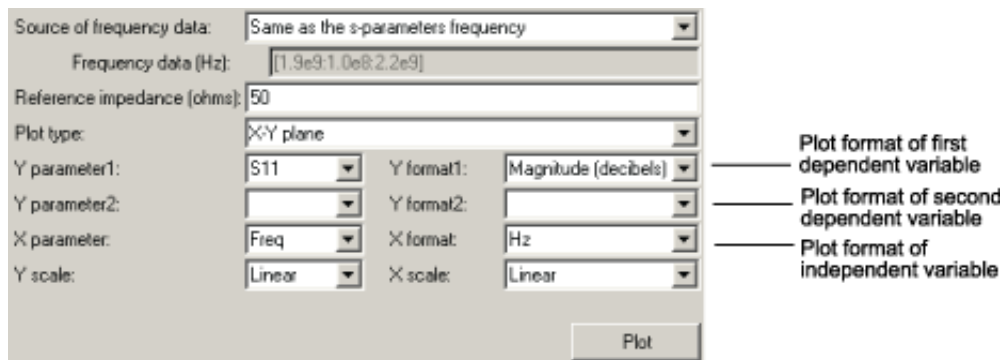 Source of frequency data: Same as the s-parameters frequency
Frequency data (Hz): [1.9e9:1.0e8:2.2e9]
Reference impedance (ohms): 50
Plot type: X-Y plane
Y parameter1: S11 Y format1: Magnitude (decibels)
Plot format of first
dependent variable
Y parameter2: Y format2:
Plot format of second
dependent variable
X parameter: Freq X format: Hz
Plot format of
independent variable
Y scale: Linear X scale: Linear
Plot